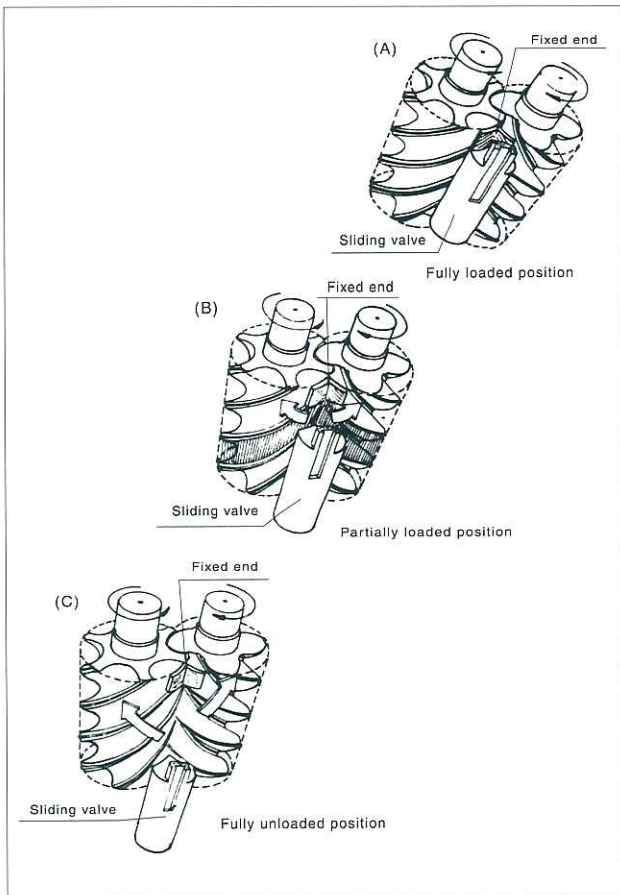 Fixed end
(A)
Sliding valve
Fully loaded position
Fixed end
(B)
Sliding valve
Partially loaded position
Fixed end
(C)
Sliding valve
Fully unloaded position